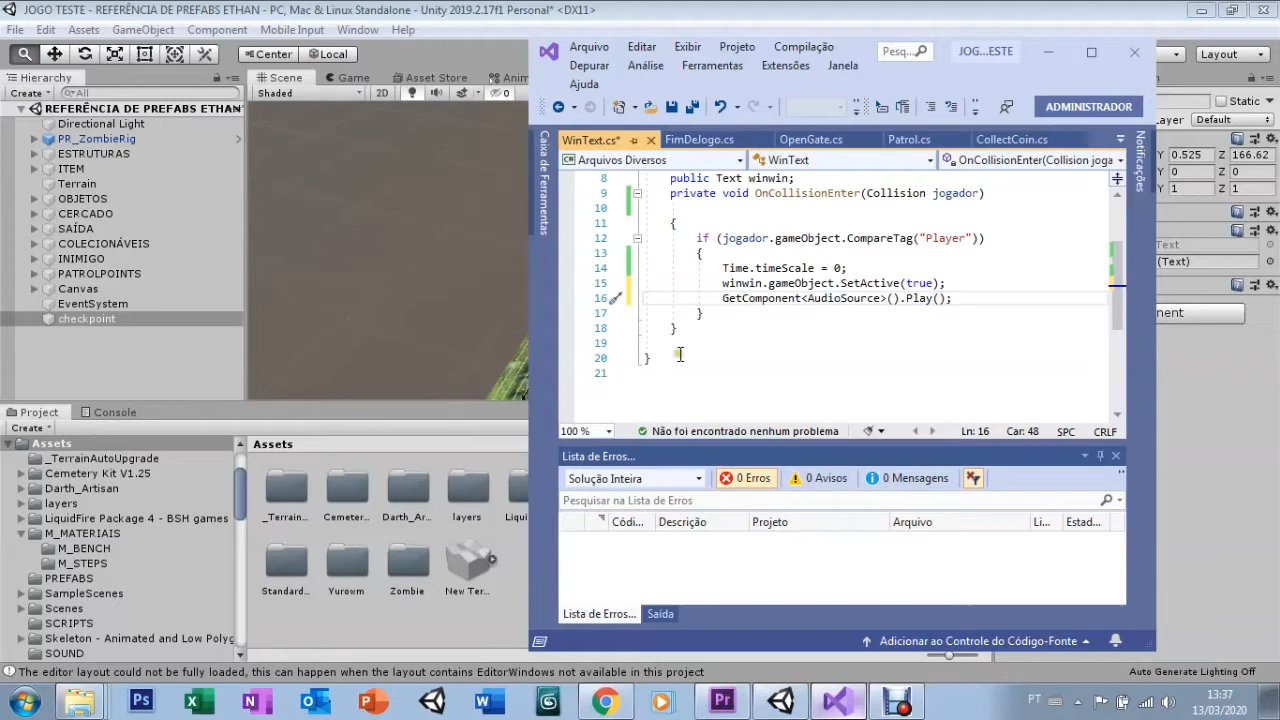 JOGO TESTE - REFERÊNCIA DE PREFABS ETHAN - PC, Mac & Linux Standalone - Unity 2019.2.17f1 Personal* <DX11>
File Edit Assets GameObject Component Mobile Input Window Help
Center Local Layout
Hierarchy
Create All
REFERÊNCIA DE PREFABS ETHAN*
Directional Light
PR_ZombieRig
ESTRUTURAS
ITEM
Terrain
OBJETOS
CERCADO
SAÍDA
COLECIONÁVEIS
INIMIGO
PATROLPOINTS
Canvas
EventSystem
checkpoint
Scene Game Asset Store Anim
Shaded 2D 0
Arquivo Editar Exibir Projeto Compilação
Depurar Análise Ferramentas Extensões Janela
Ajuda
Pesq... JOG...ESTE
ADMINISTRADOR
Caixa de Ferramentas
Notificações
WinText.cs* FimDeJogo.cs OpenGate.cs Patrol.cs CollectCoin.cs
Arquivos Diversos WinText OnCollisionEnter(Collision joga
8 public Text winwin;
9 private void OnCollisionEnter(Collision jogador)
10
11 {
12 if (jogador.gameObject.CompareTag("Player"))
13 {
14 Time.timeScale = 0;
15 winwin.gameObject.SetActive(true);
16 GetComponent<AudioSource>().Play();
17 }
18 }
19
20 }
21
100 % Não foi encontrado nenhum problema Ln: 16 Car: 48 SPC CRLF
Lista de Erros...
Solução Inteira 0 Erros 0 Avisos 0 Mensagens
Pesquisar na Lista de Erros
Códi... Descrição Projeto Arquivo Li... Estad...
Lista de Erros... Saída
Adicionar ao Controle do Código-Fonte
Static
Layer Default
Y 0.525 Z 166.62
Y 0 Z 0
Y 1 Z 1
Text
(Text)
nent
Project Console
Create
Assets
_TerrainAutoUpgrade
Cemetery Kit V1.25
Darth_Artisan
layers
LiquidFire Package 4 - BSH games
M_MATERIAIS
M_BENCH
M_STEPS
PREFABS
SampleScenes
Scenes
SCRIPTS
Skeleton - Animated and Low Polyg
SOUND
Assets
_Terrain... Cemeter... Darth_Ar... layers Liquid
Standard... Yurowm Zombie New Ter...
The editor layout could not be fully loaded, this can happen when the layout contains EditorWindows not available in this project
Auto Generate Lighting Off
PT
13:37
13/03/2020